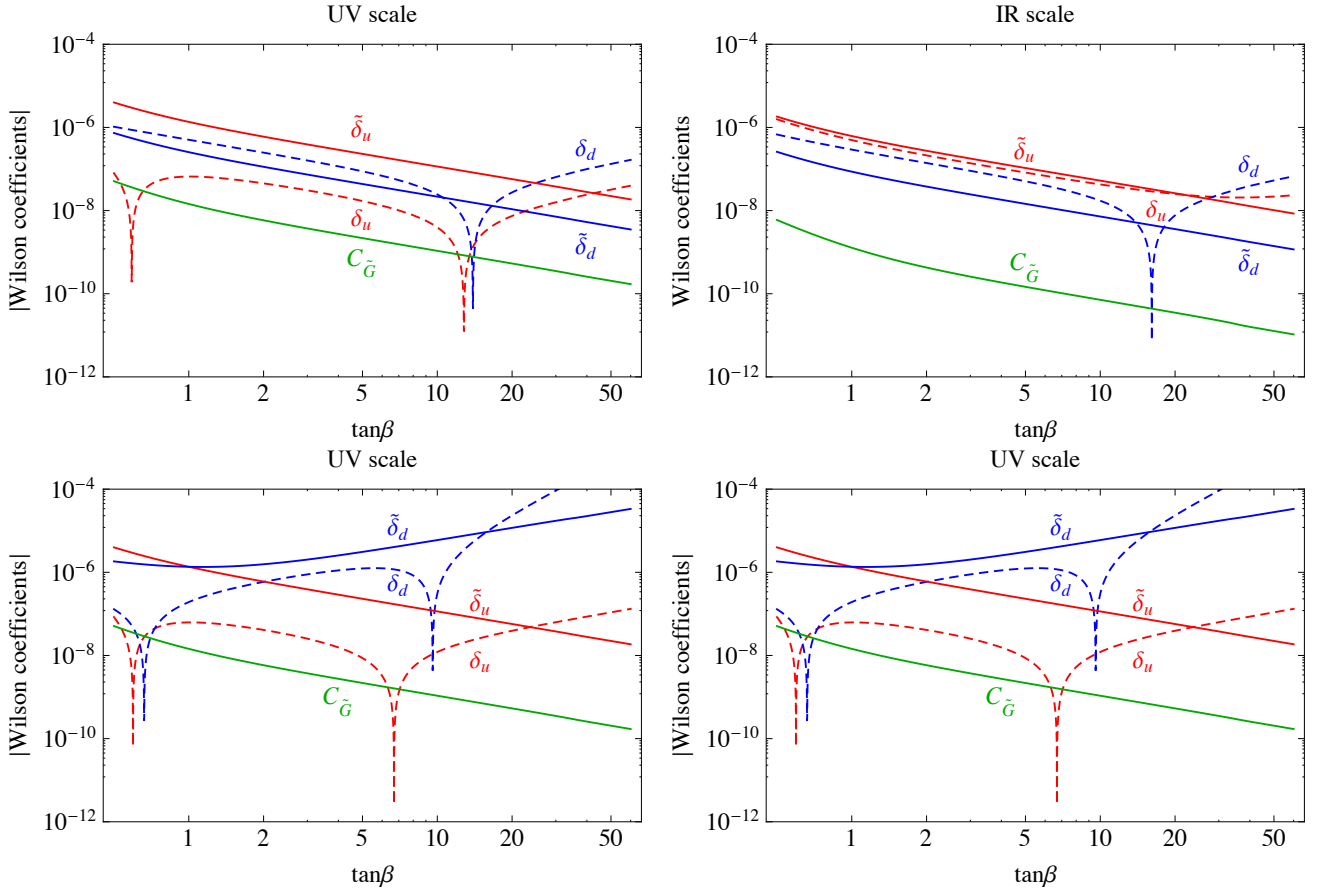 UV scale
|Wilson coefficients|
10⁻⁴
10⁻⁶
10⁻⁸
10⁻¹⁰
10⁻¹²
δ̃_u
δ_d
δ_u
δ̃_d
C_G̃
1 2 5 10 20 50
tanβ
IR scale
Wilson coefficients
10⁻⁴
10⁻⁶
10⁻⁸
10⁻¹⁰
10⁻¹²
δ̃_u
δ_d
δ_u
δ̃_d
C_G̃
1 2 5 10 20 50
tanβ
UV scale
|Wilson coefficients|
10⁻⁴
10⁻⁶
10⁻⁸
10⁻¹⁰
10⁻¹²
δ̃_d
δ_d
δ̃_u
δ_u
C_G̃
1 2 5 10 20 50
tanβ
UV scale
|Wilson coefficients|
10⁻⁴
10⁻⁶
10⁻⁸
10⁻¹⁰
10⁻¹²
δ̃_d
δ_d
δ̃_u
δ_u
C_G̃
1 2 5 10 20 50
tanβ